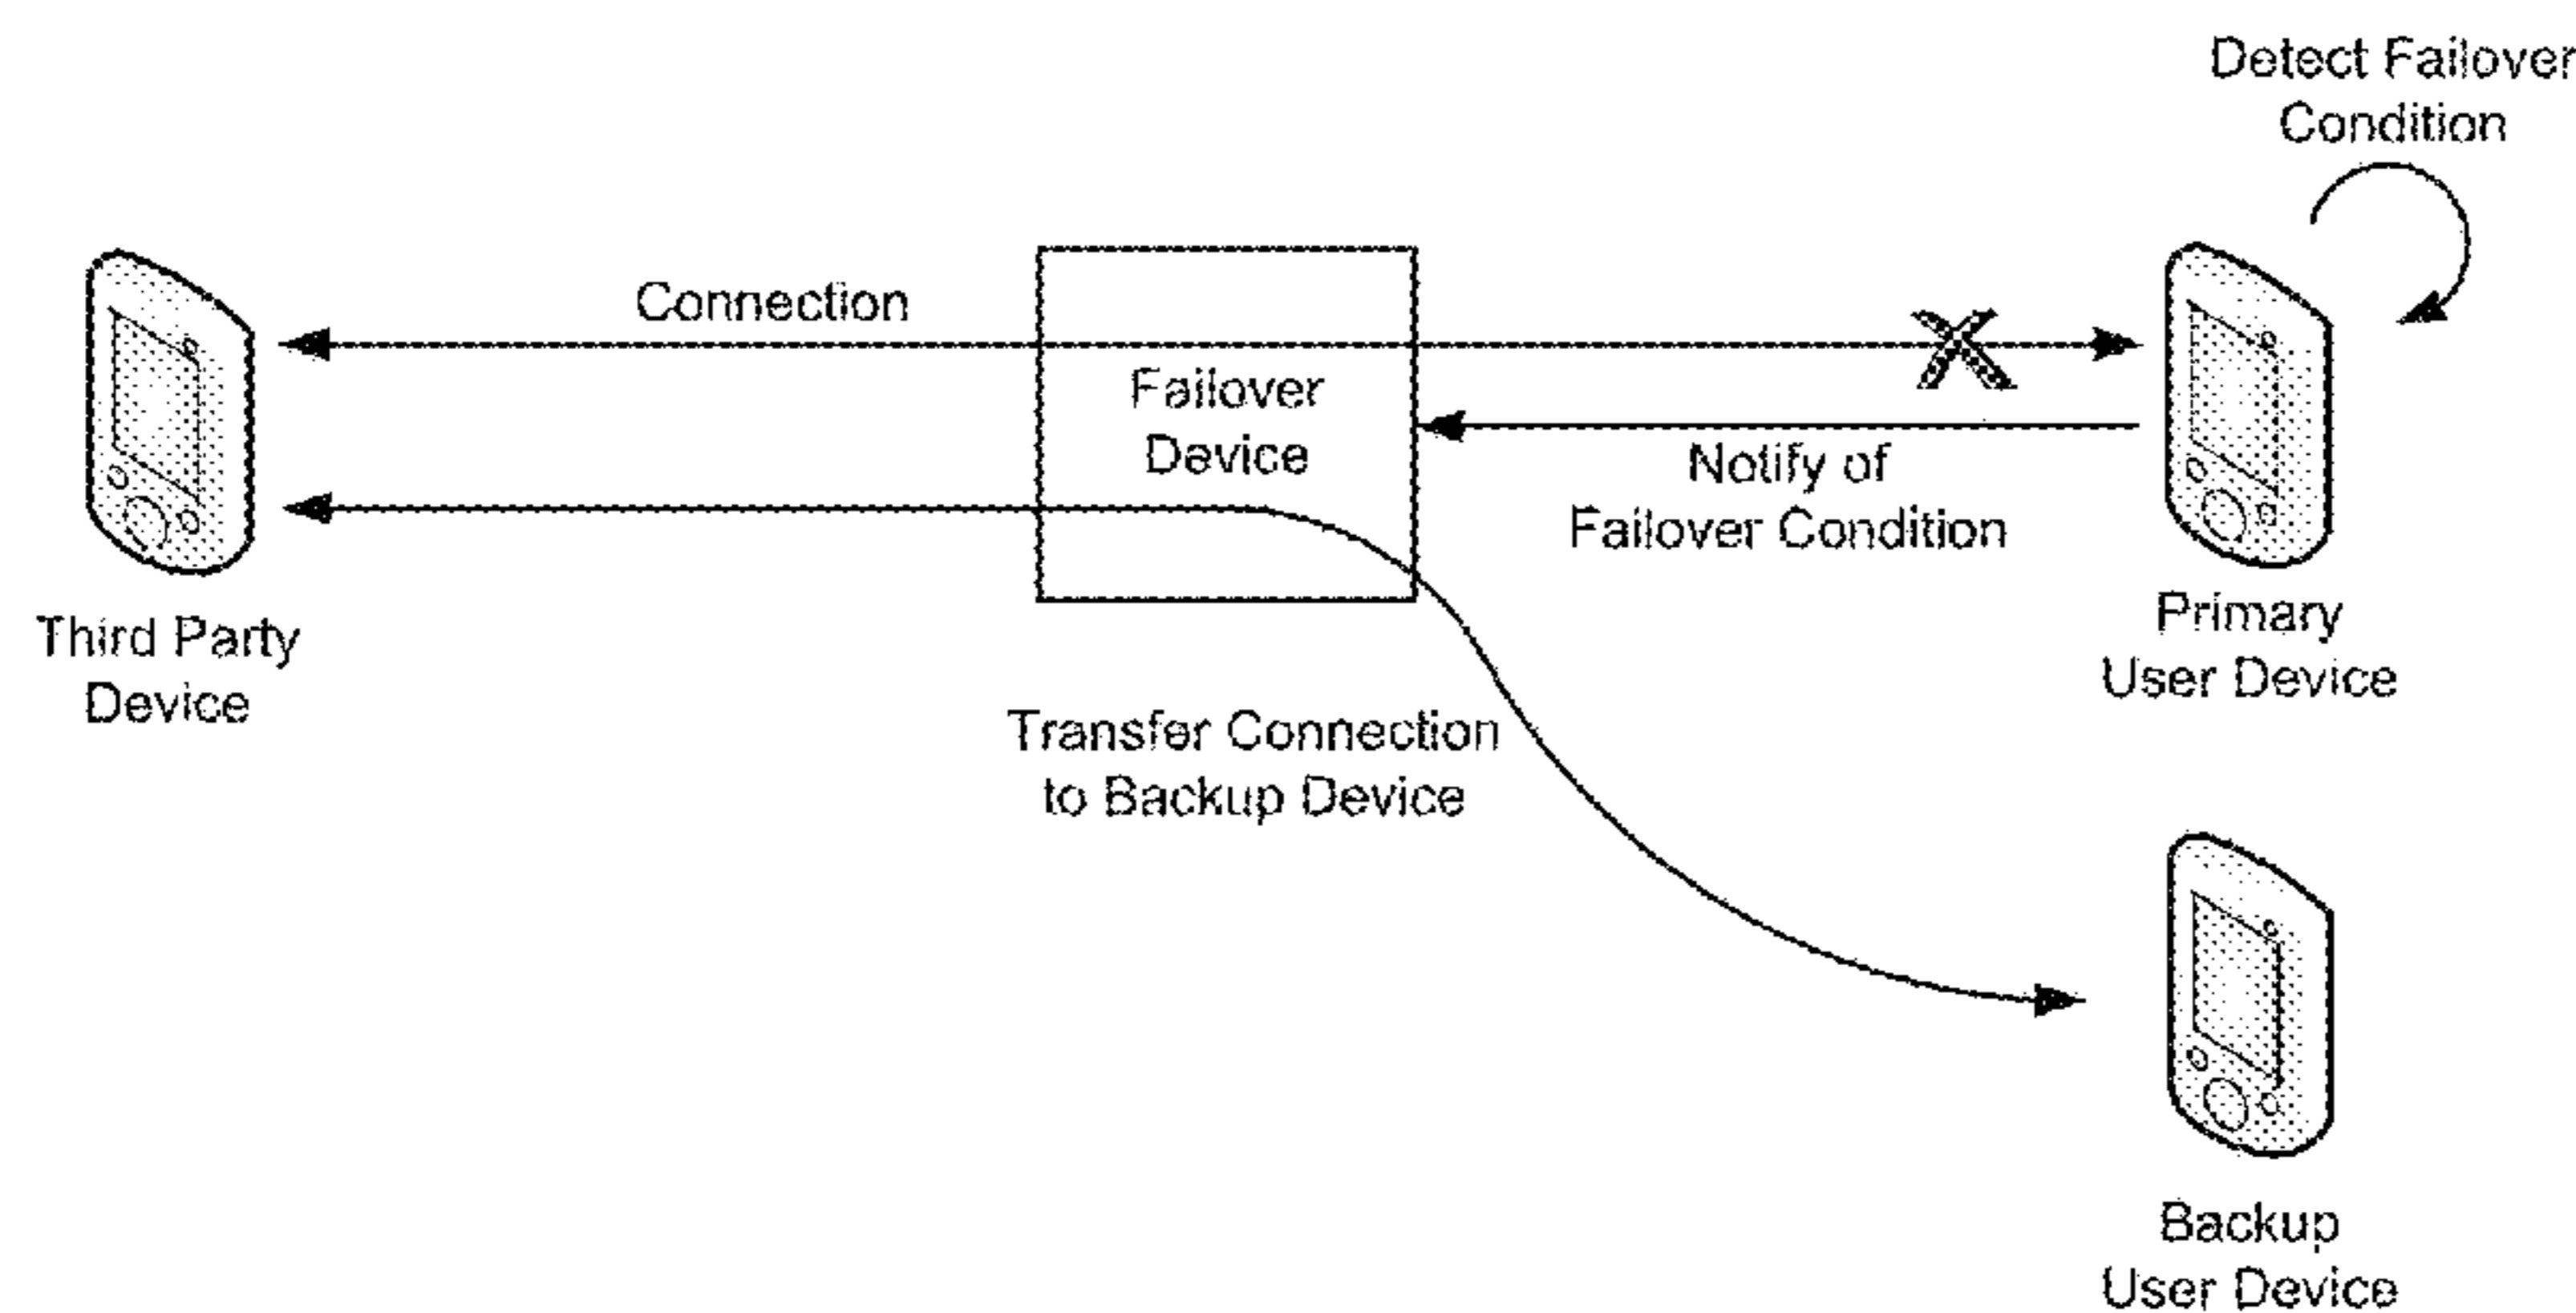 Detect Failover
Condition
Connection
Failover
Device
Notify of
Failover Condition
Third Party
Device
Primary
User Device
Transfer Connection
to Backup Device
Backup
User Device